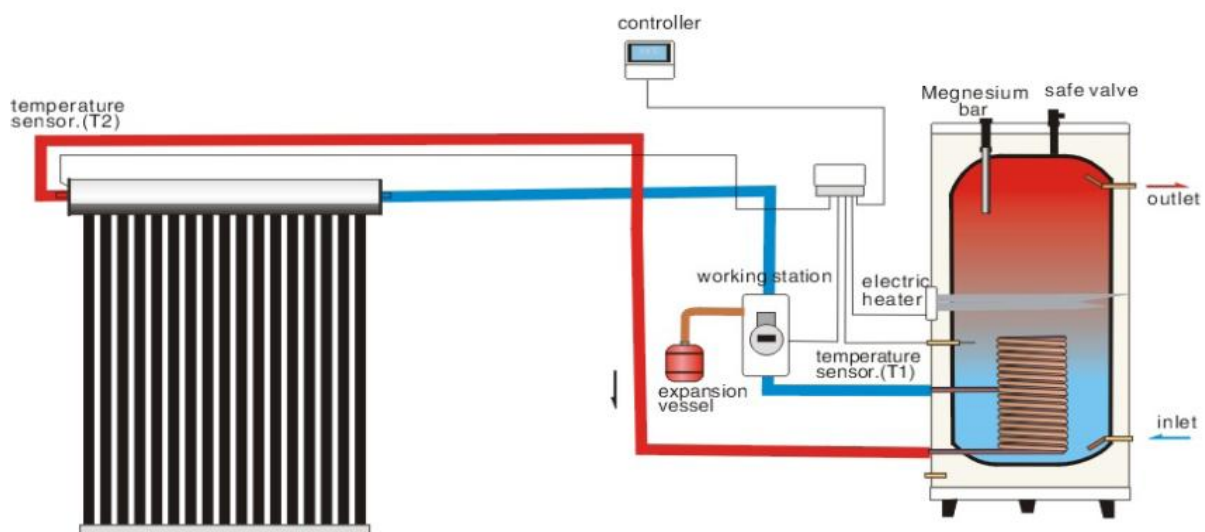 controller
temperature
sensor.(T2)
Megnesium
bar
safe valve
outlet
working station
electric
heater
temperature
sensor.(T1)
expansion
vessel
inlet